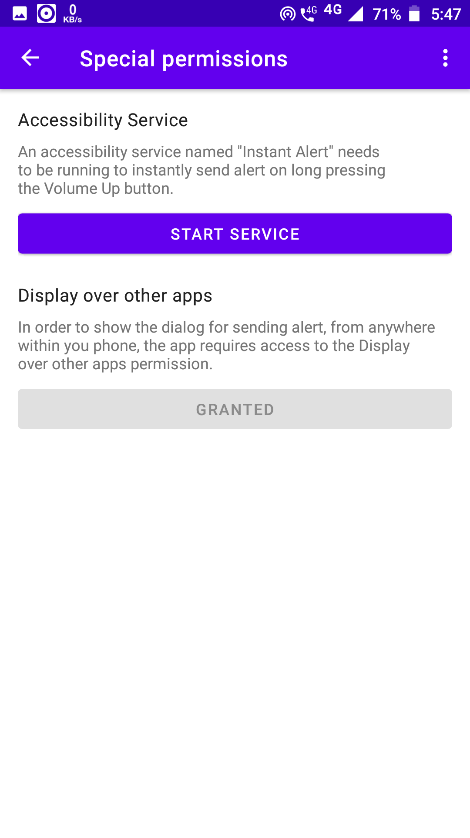 0
KB/s
4G
4G
71%
5:47
Special permissions
Accessibility Service
An accessibility service named "Instant Alert" needs
to be running to instantly send alert on long pressing
the Volume Up button.
START SERVICE
Display over other apps
In order to show the dialog for sending alert, from anywhere
within you phone, the app requires access to the Display
over other apps permission.
GRANTED